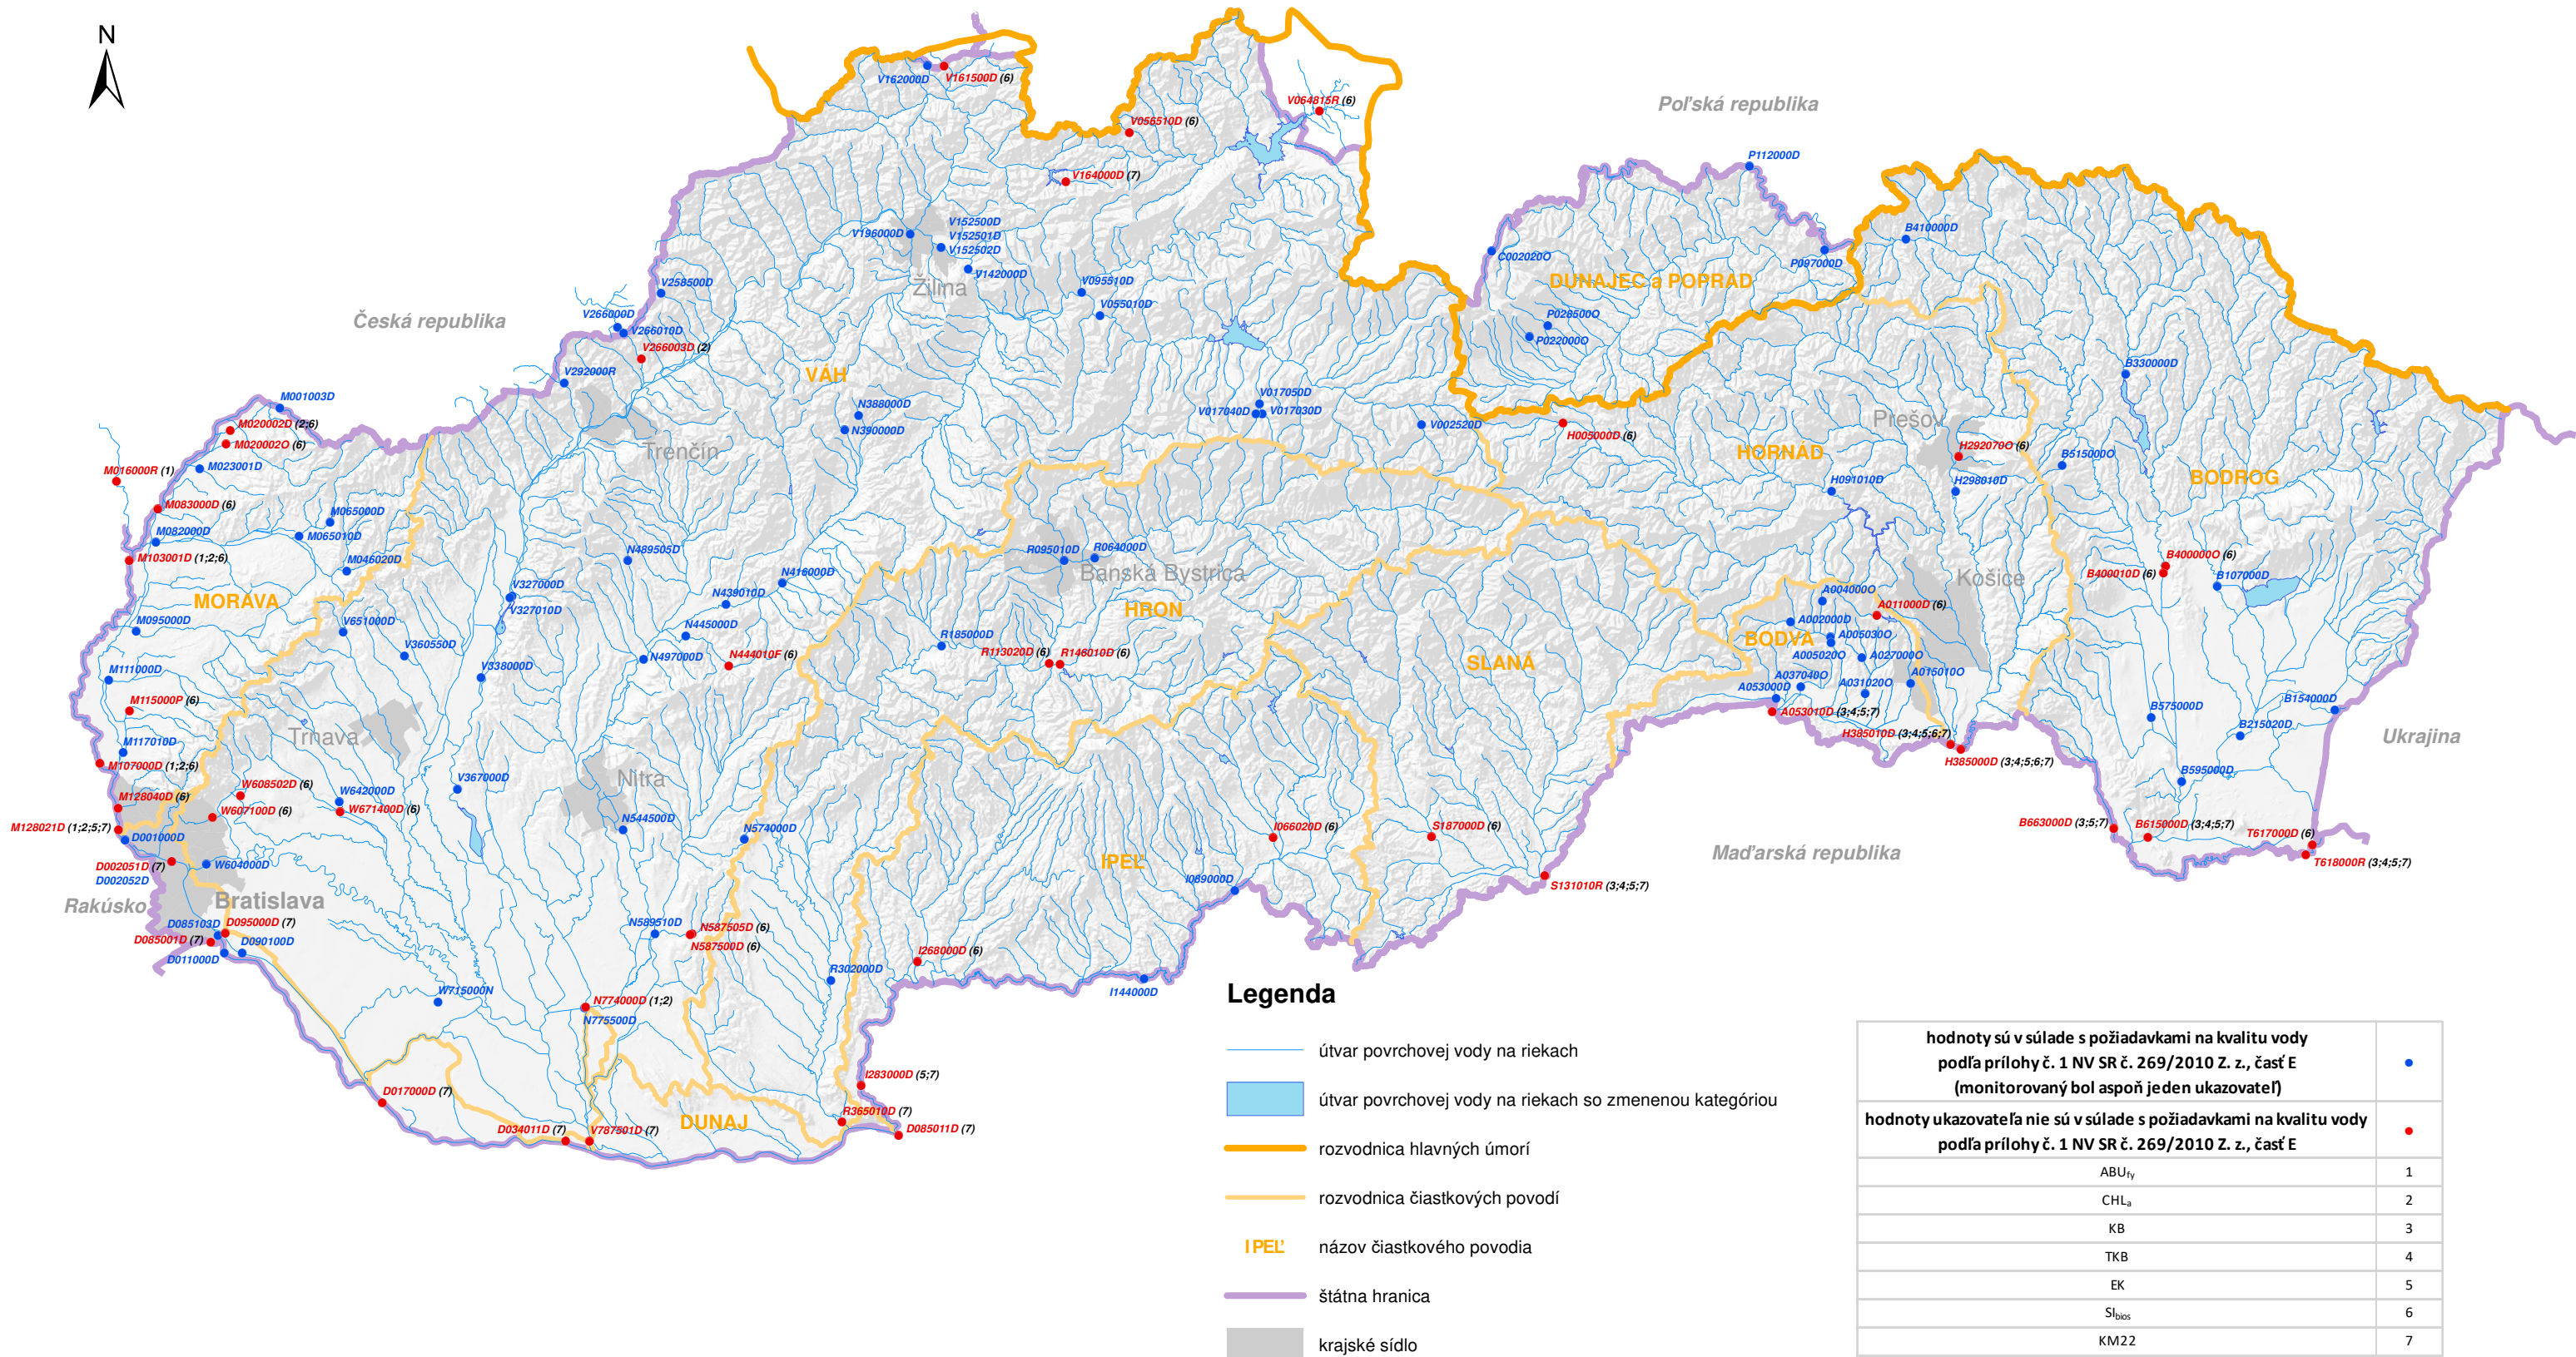 N
V162000D
V161500D (6)
V064815R (6)
V056510D (6)
Poľská republika
V164000D (7)
P112000D
V152500D
V196000D
V152501D
V152502D
B410000D
C002020O
P097000D
V142000D
DUNAJEC a POPRAD
Žilina
V095510D
V258500D
V055010D
V266000D
P028500O
Česká republika
V266010D
P022000O
V266003D (2)
B330000D
V292000R
VÁH
M001003D
V017050D
N388000D
V017040D
V017030D
M020002D (2;6)
N390000D
V002520D
H005000D (6)
Prešov
M020002O (6)
H292070O (6)
Trenčín
HORNÁD
M023001D
B515000O
M016000R (1)
BODROG
H091010D
H298010D
M083000D (6)
M065000D
M082000D
M065010D
N489505D
R095010D
R064000D
M103001D (1;2;6)
B400000O (6)
M046020D
Banská Bystrica
B400010D (6)
Košice
N416000D
V327000D
B107000D
A004000O
MORAVA
N439010D
V327010D
HRON
A011000D (6)
V651000D
A002000D
M095000D
N445000D
R185000D
BODVA
A005030O
V360550D
R113020D (6)
R146010D (6)
A005020O
A027000O
N444010F (6)
N497000D
SLANÁ
V338000D
M111000D
A037040O
A015010O
A053000D
A031020O
M115000P (6)
B154000D
A053010D (3;4;5;7)
B575000D
Trnava
B215020D
Ukrajina
M117010D
H385010D (3;4;5;6;7)
M107000D (1;2;6)
H385000D (3;4;5;6;7)
Nitra
V367000D
B595000D
W608502D (6)
W642000D
M128040D (6)
W671400D (6)
W607100D (6)
M128021D (1;2;5;7)
N544500D
N574000D
I066020D (6)
S187000D (6)
B663000D (3;5;7)
B615000D (3;4;5;7)
T617000D (6)
D001000D
Maďarská republika
T618000R (3;4;5;7)
D002051D (7)
W604000D
IPEĽ
D002052D
I089000D
S131010R (3;4;5;7)
Rakúsko
Bratislava
D085103D
D095000D (7)
N589510D
N587505D (6)
D085001D (7)
D090100D
N587500D (6)
I268000D (6)
D011000D
R302000D
I144000D
W715000N
N774000D (1;2)
N775500D
I283000D (5;7)
D017000D (7)
R365010D (7)
DUNAJ
D034011D (7)
V787501D (7)
D085011D (7)
Legenda
útvar povrchovej vody na riekach
útvar povrchovej vody na riekach so zmenenou kategóriou
rozvodnica hlavných úmorí
rozvodnica čiastkových povodí
IPEĽ názov čiastkového povodia
štátna hranica
krajské sídlo
hodnoty sú v súlade s požiadavkami na kvalitu vody
podľa prílohy č. 1 NV SR č. 269/2010 Z. z., časť E
(monitorovaný bol aspoň jeden ukazovateľ)
hodnoty ukazovateľa nie sú v súlade s požiadavkami na kvalitu vody
podľa prílohy č. 1 NV SR č. 269/2010 Z. z., časť E
ABUfy 1
CHLa 2
KB 3
TKB 4
EK 5
SIbios 6
KM22 7